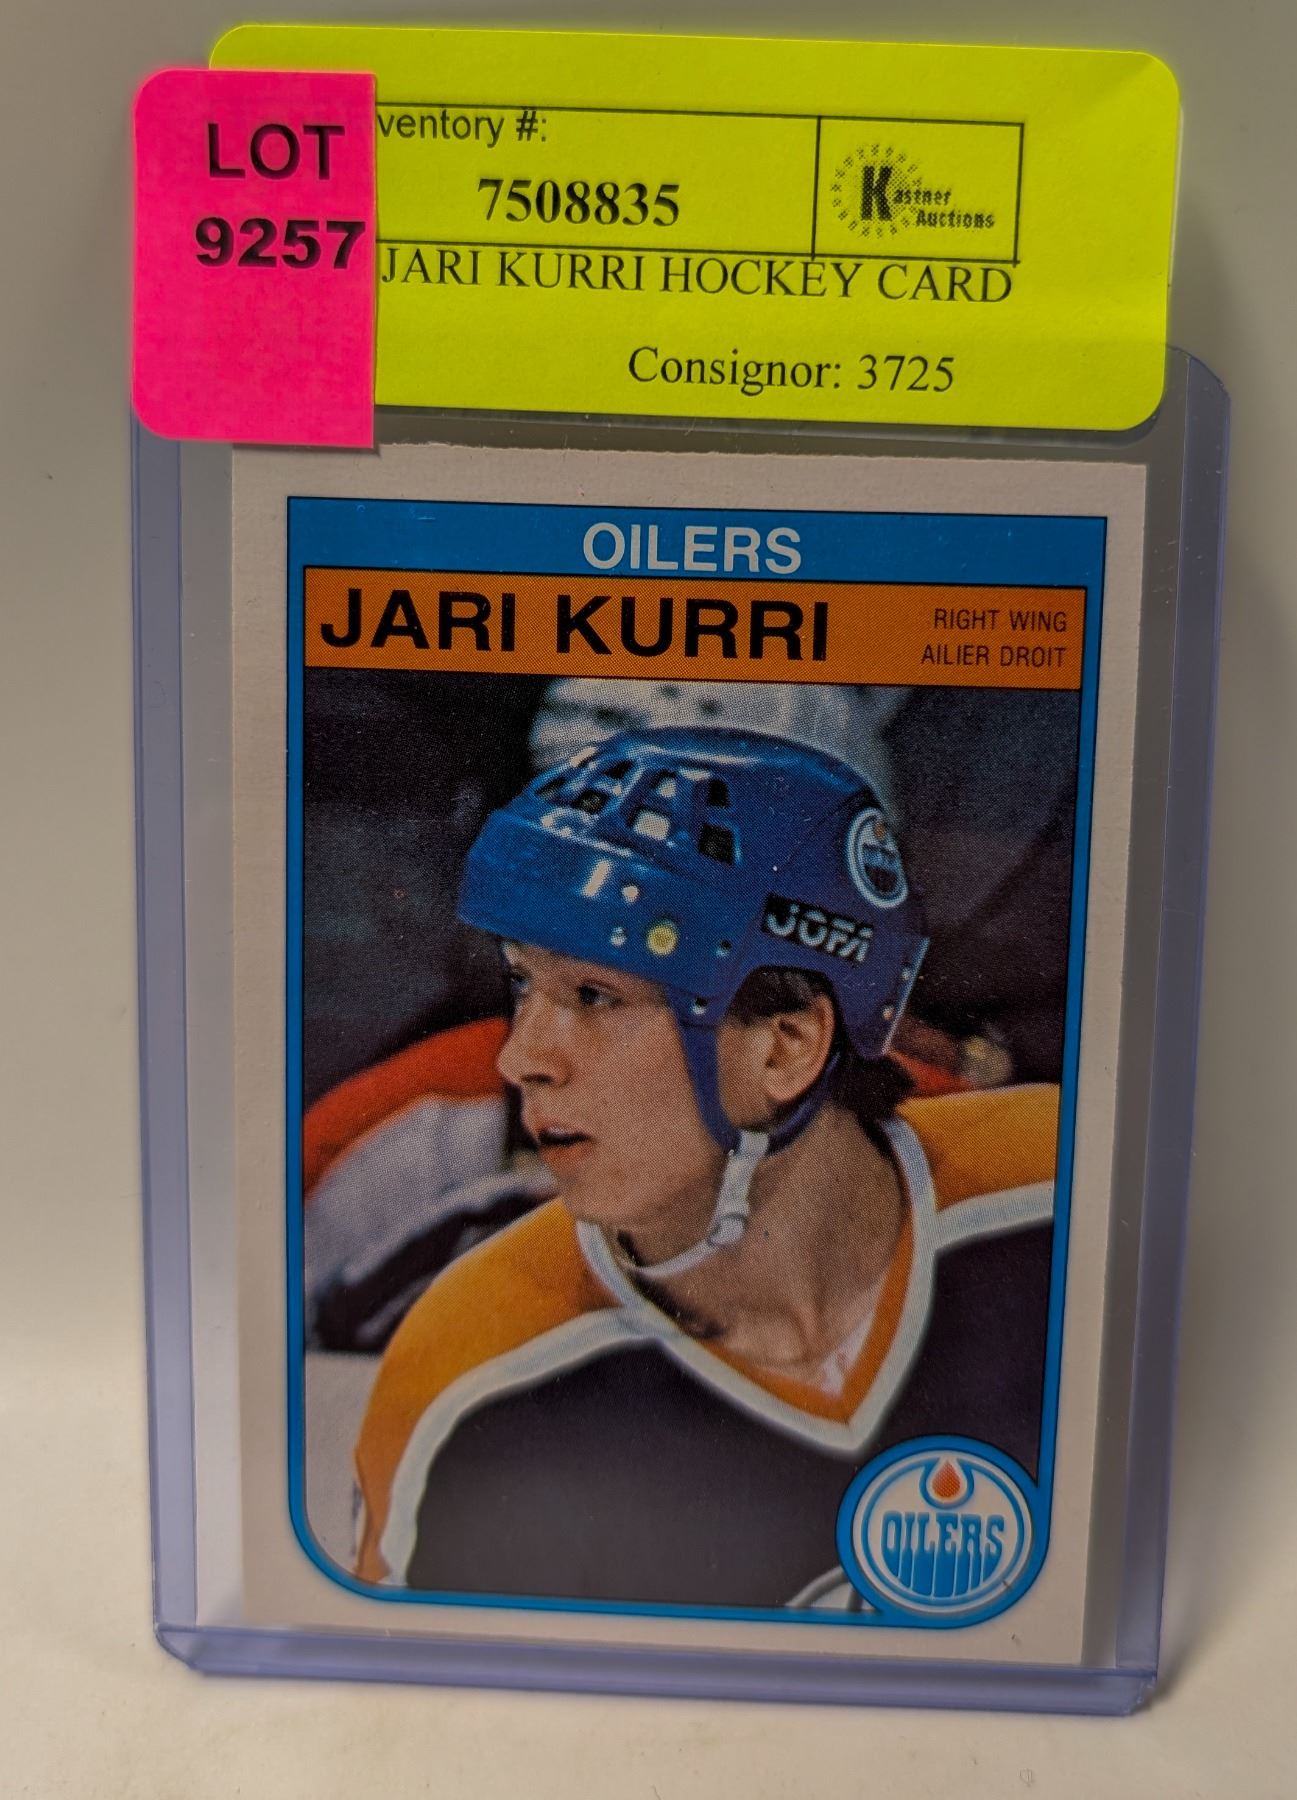 LOT
9257
ventory #:
7508835
Kastner
Auctions
JARI KURRI HOCKEY CARD
Consignor: 3725
OILERS
JARI KURRI
RIGHT WING
AILIER DROIT
JOFA
OILERS